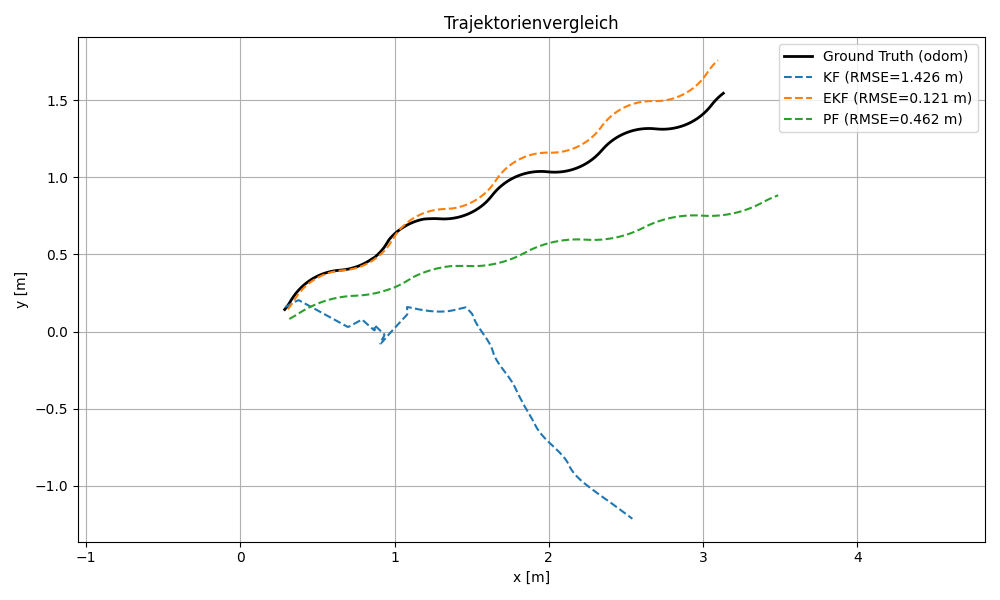 Trajektorienvergleich
Ground Truth (odom)
KF (RMSE=1.426 m)
EKF (RMSE=0.121 m)
PF (RMSE=0.462 m)
y [m]
1.5
1.0
0.5
0.0
−0.5
−1.0
−1 0 1 2 3 4
x [m]